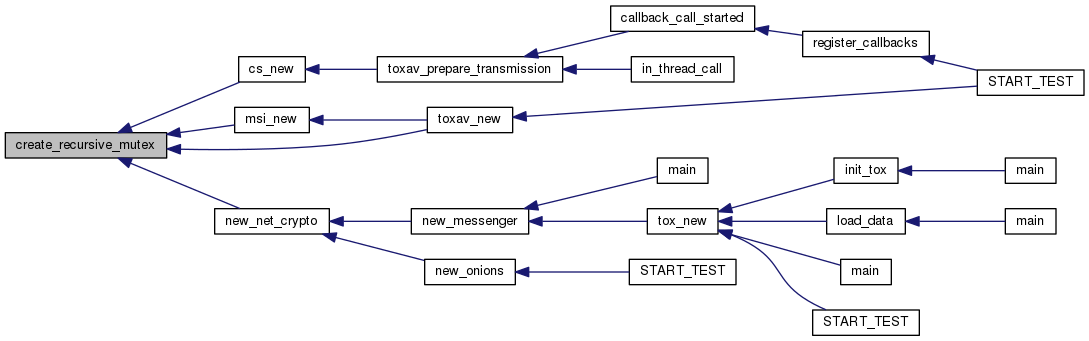 callback_call_started
register_callbacks
cs_new
toxav_prepare_transmission
in_thread_call
START_TEST
msi_new
toxav_new
create_recursive_mutex
main
init_tox
main
new_net_crypto
new_messenger
tox_new
load_data
main
new_onions
START_TEST
main
START_TEST